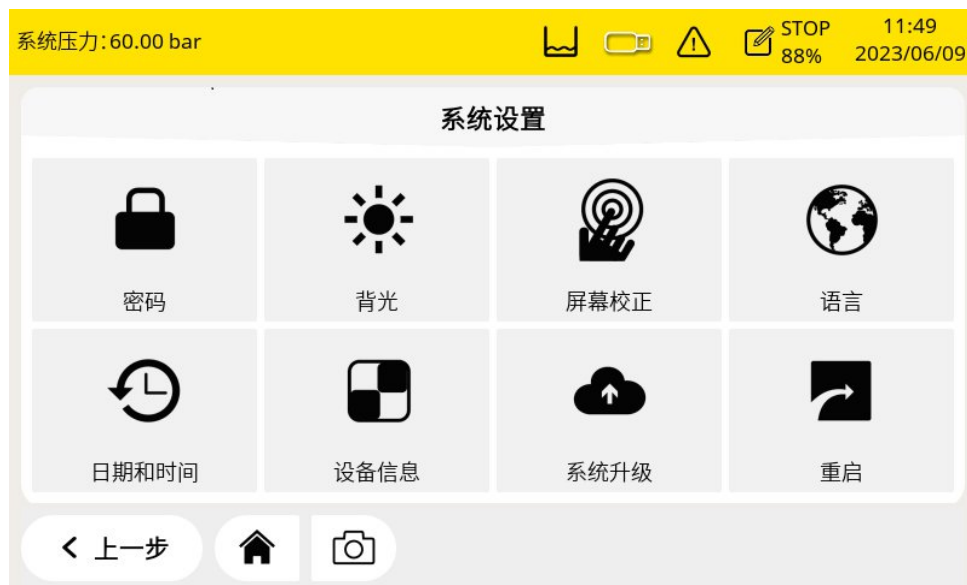 系统压力：60.00 bar
STOP
88%
11:49
2023/06/09
系统设置
密码
背光
屏幕校正
语言
日期和时间
设备信息
系统升级
重启
上一步